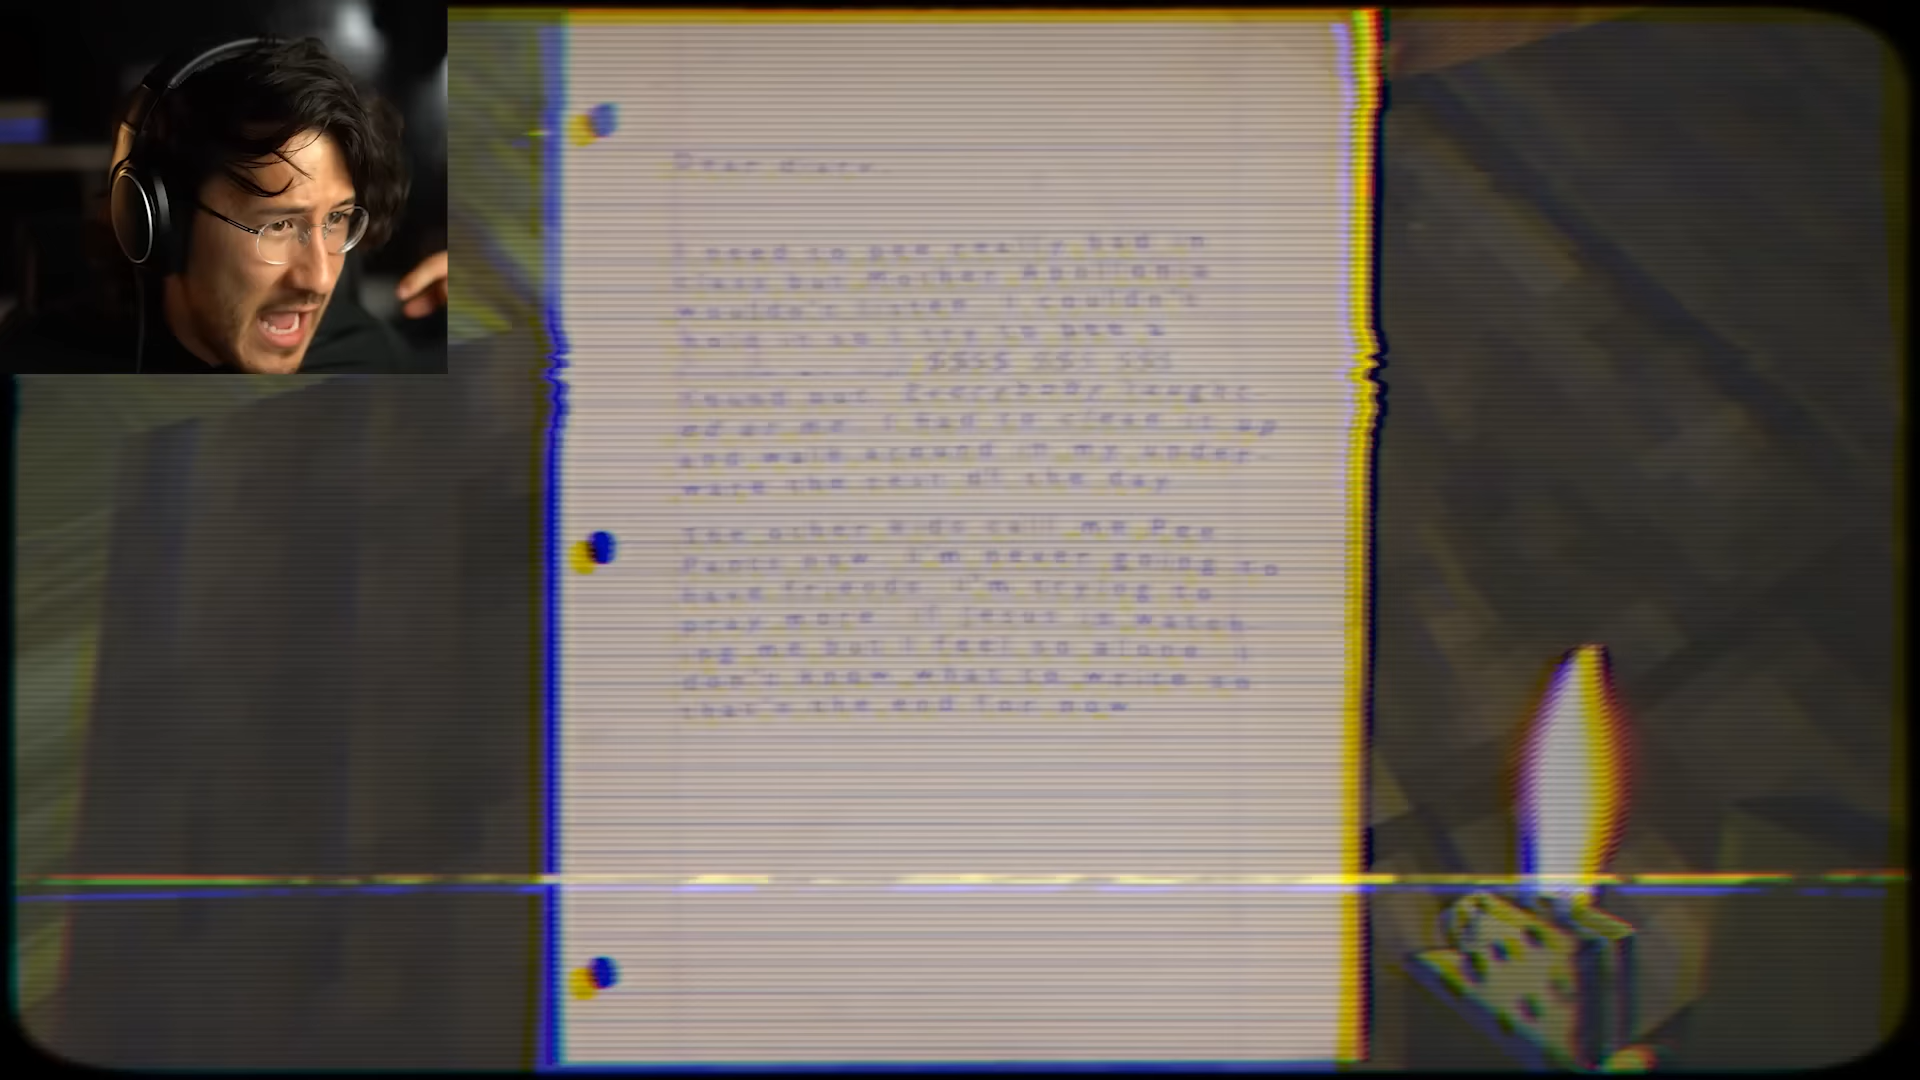 Dear diary,
I need to pee really bad in
class but Mother Apollonia
wouldn't listen. I couldn't
hold it so I try to pee a
$$$$ $$$ $$$
found out. Everybody laugh-
ed at me. I had to clean it up
and walk around in my under-
ware the rest of the day.
The other kids call me Pee
Pants now. I'm never going to
have friends. I'm trying to
pray more. If Jesus is watch-
ing me but I feel so alone. I
don't know what to write so
that's the end for now.